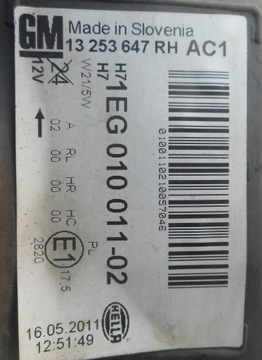 GM Made in Slovenia
13 253 647 RH AC1
24
12V
W21/5W
H7
H7
1EG 010 011-02
A RL HR HC
02 00 00 00
E1
17,5
2820
PL
010011021005704E
HELLA
16.05.2011
12:51:49